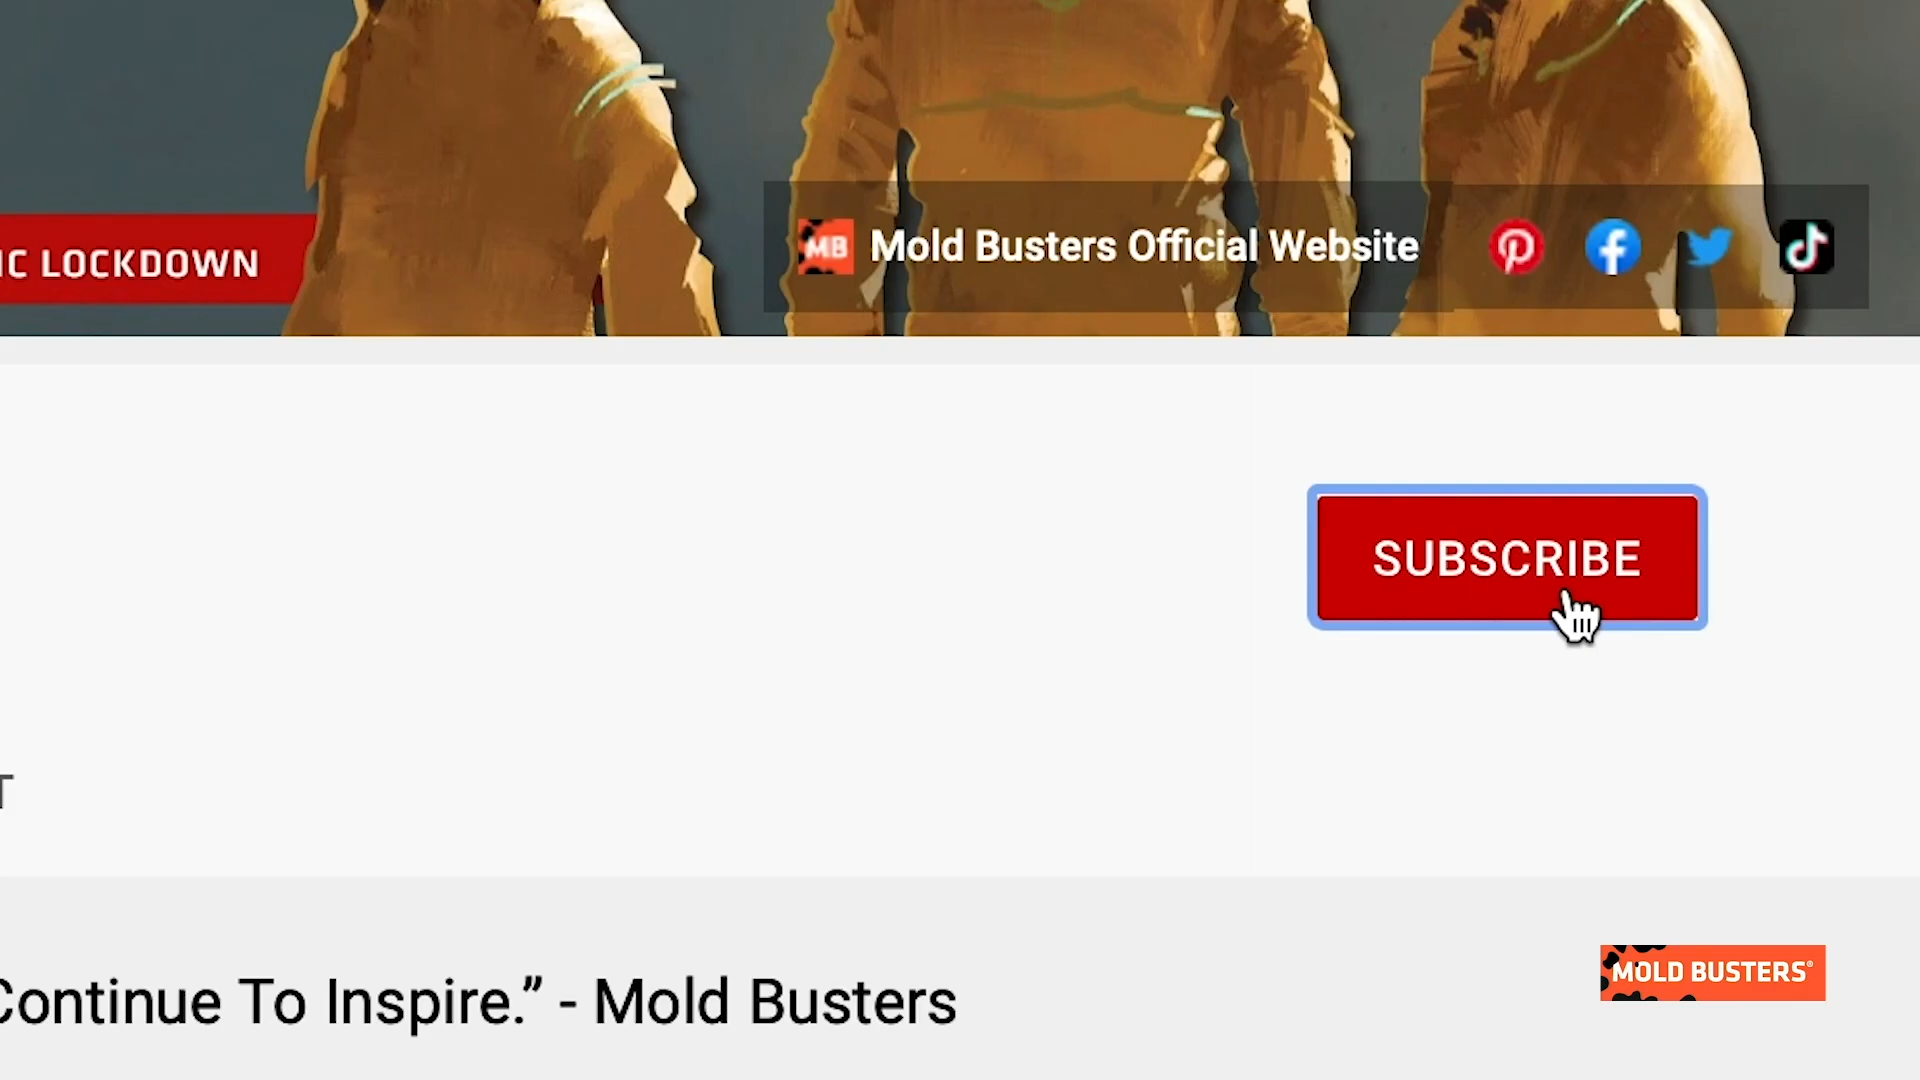 IC LOCKDOWN
MB Mold Busters Official Website
SUBSCRIBE
T
Continue To Inspire.” - Mold Busters
MOLD BUSTERS®